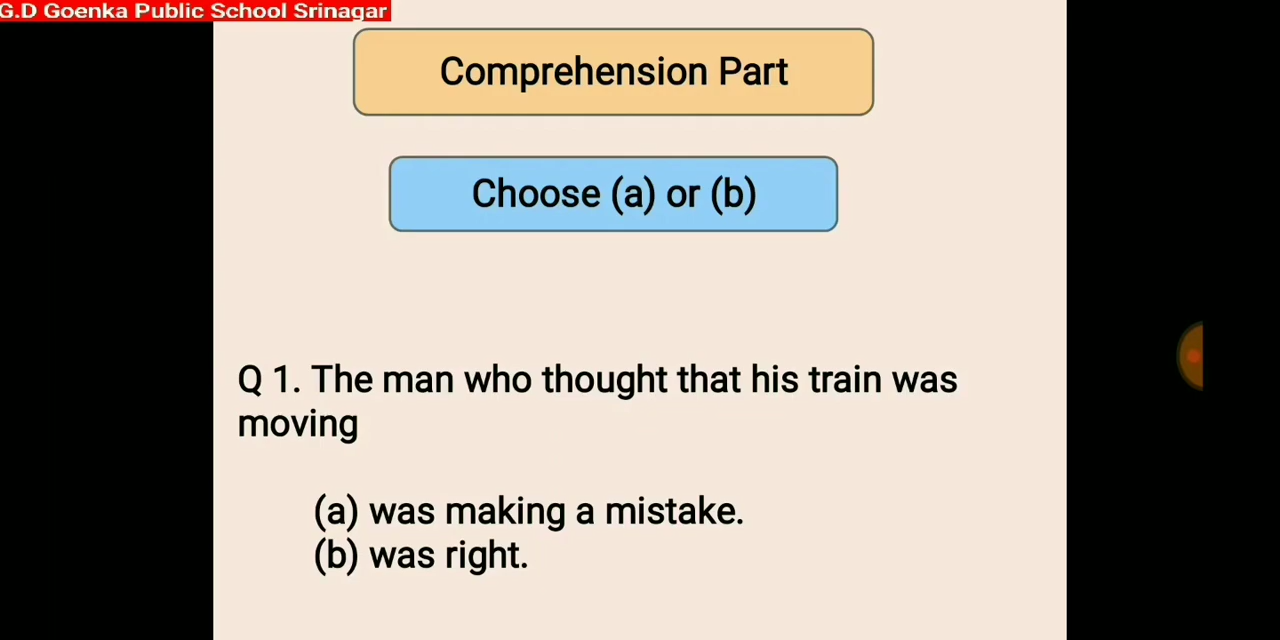 G.D Goenka Public School Srinagar
Comprehension Part
Choose (a) or (b)
Q 1. The man who thought that his train was
moving
(a) was making a mistake.
(b) was right.